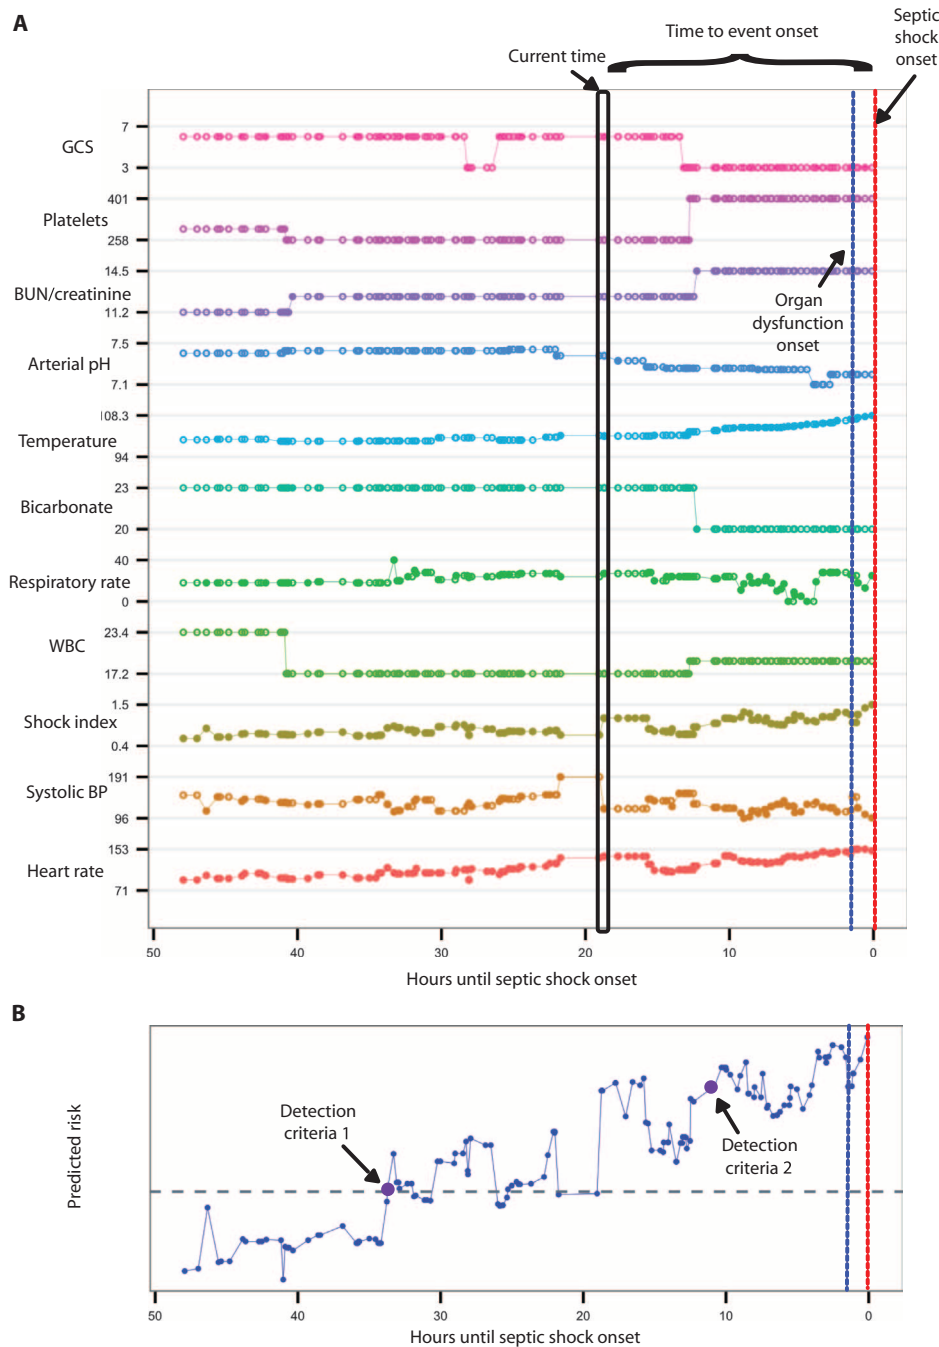 A
Septic
shock
onset
Time to event onset
Current time
7
GCS
3
401
Platelets
258
14.5
BUN/creatinine
11.2
Organ
dysfunction
onset
7.5
Arterial pH
7.1
108.3
Temperature
94
23
Bicarbonate
20
40
Respiratory rate
0
23.4
WBC
17.2
1.5
Shock index
0.4
191
Systolic BP
96
153
Heart rate
71
50 40 30 20 10 0
Hours until septic shock onset
B
Predicted risk
Detection
criteria 1
Detection
criteria 2
50 40 30 20 10 0
Hours until septic shock onset